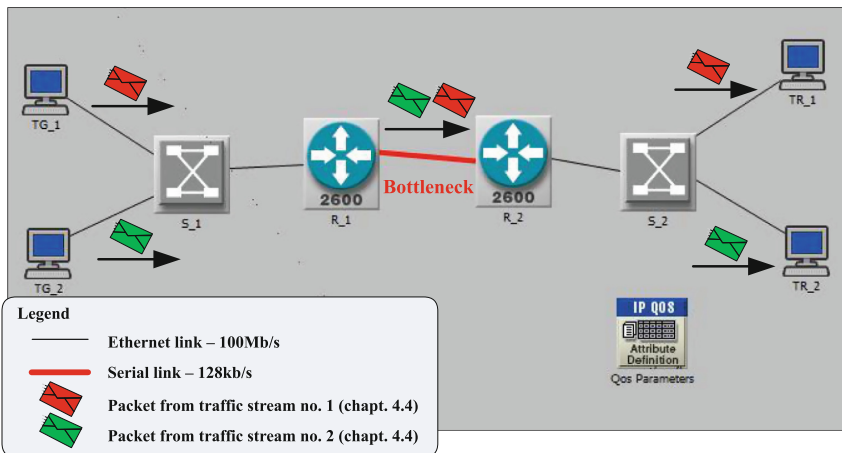 TG_1
TR_1
S_1
2600
R_1
Bottleneck
2600
R_2
S_2
TG_2
TR_2
IP QOS
Attribute
Definition
Qos Parameters
Legend
Ethernet link – 100Mb/s
Serial link – 128kb/s
Packet from traffic stream no. 1 (chapt. 4.4)
Packet from traffic stream no. 2 (chapt. 4.4)